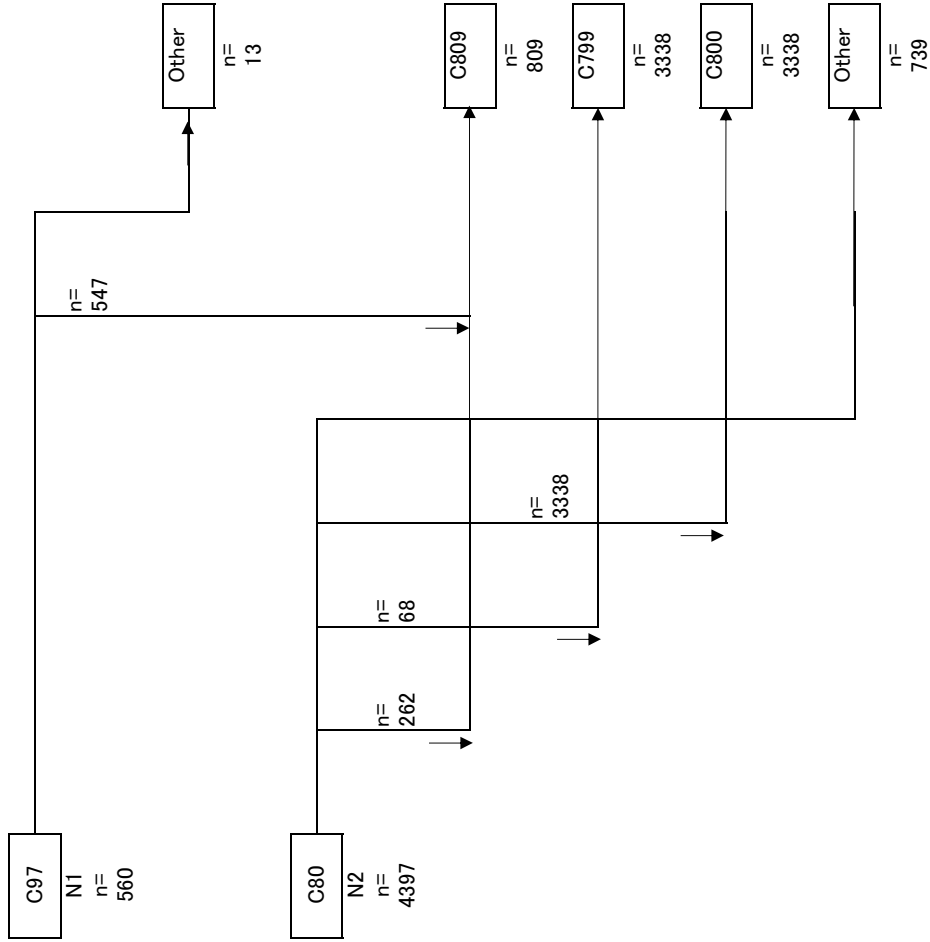 C97
N1
n=
560
n=
547
Other
n=
13
C80
N2
n=
4397
n=
262
n=
68
n=
3338
C809
n=
809
C799
n=
3338
C800
n=
3338
Other
n=
739